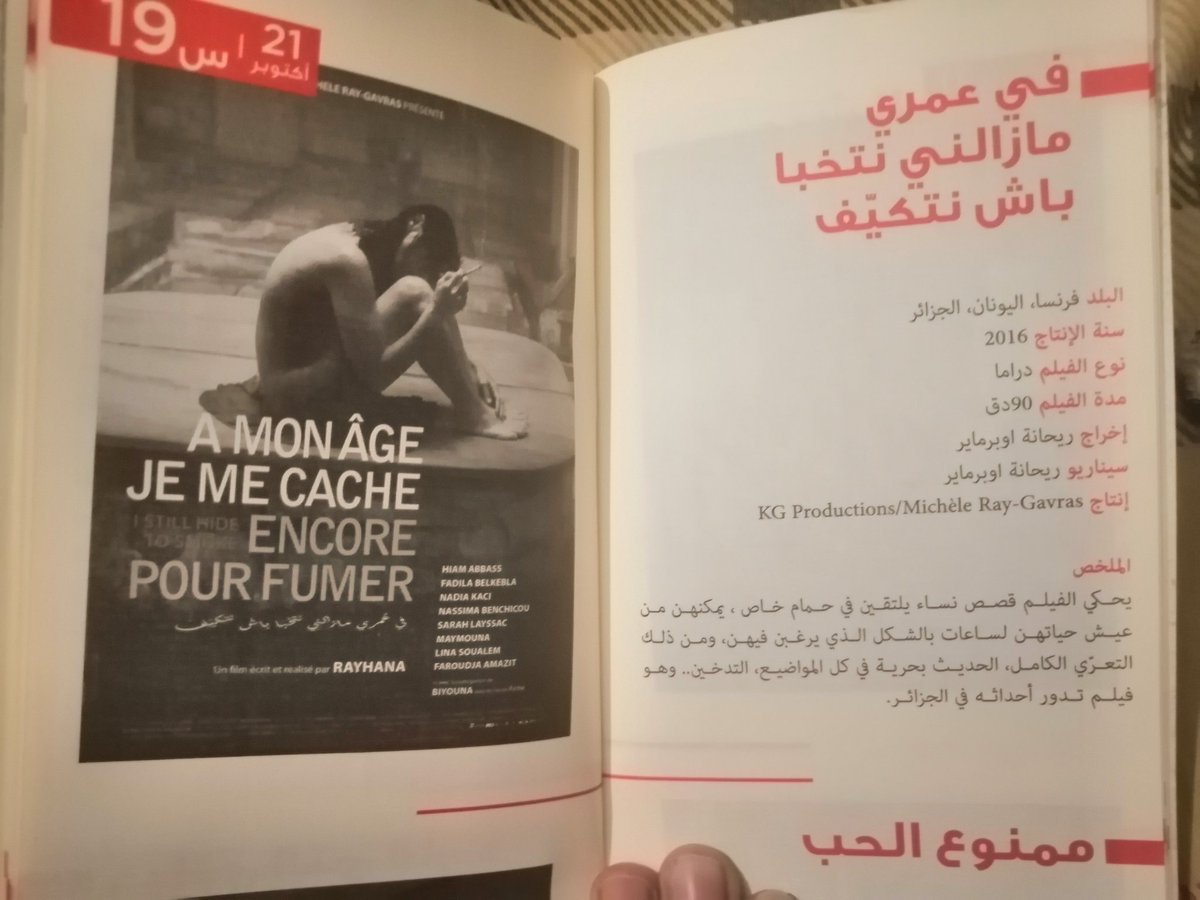 21 أكتوبر | س 19
MICHÈLE RAY-GAVRAS PRÉSENTE
À MON ÂGE
JE ME CACHE
ENCORE
POUR FUMER
I STILL HIDE
TO SMOKE
في عمري مازالني نتخبا باش نتكيف
Un film écrit et realisé par RAYHANA
HIAM ABBASS
FADILA BELKEBLA
NADIA KACI
NASSIMA BENCHICOU
SARAH LAYSSAC
MAYMOUNA
LINA SOUALEM
FAROUDJA AMAZIT
BIYOUNA
في عمري
مازالني نتخبا
باش نتكيّف
البلد فرنسا، اليونان، الجزائر
سنة الإنتاج 2016
نوع الفيلم دراما
مدة الفيلم 90دق
إخراج ريحانة اوبرماير
سيناريو ريحانة اوبرماير
إنتاج KG Productions/Michèle Ray-Gavras
الملخص
يحكي الفيلم قصص نساء يلتقين في حمام خاص ، يمكنهن من
عيش حياتهن لساعات بالشكل الذي يرغبن فيهن، ومن ذلك
التعرّي الكامل، الحديث بحرية في كل المواضيع، التدخين.. وهو
فيلم تدور أحداثه في الجزائر.
ممنوع الحب